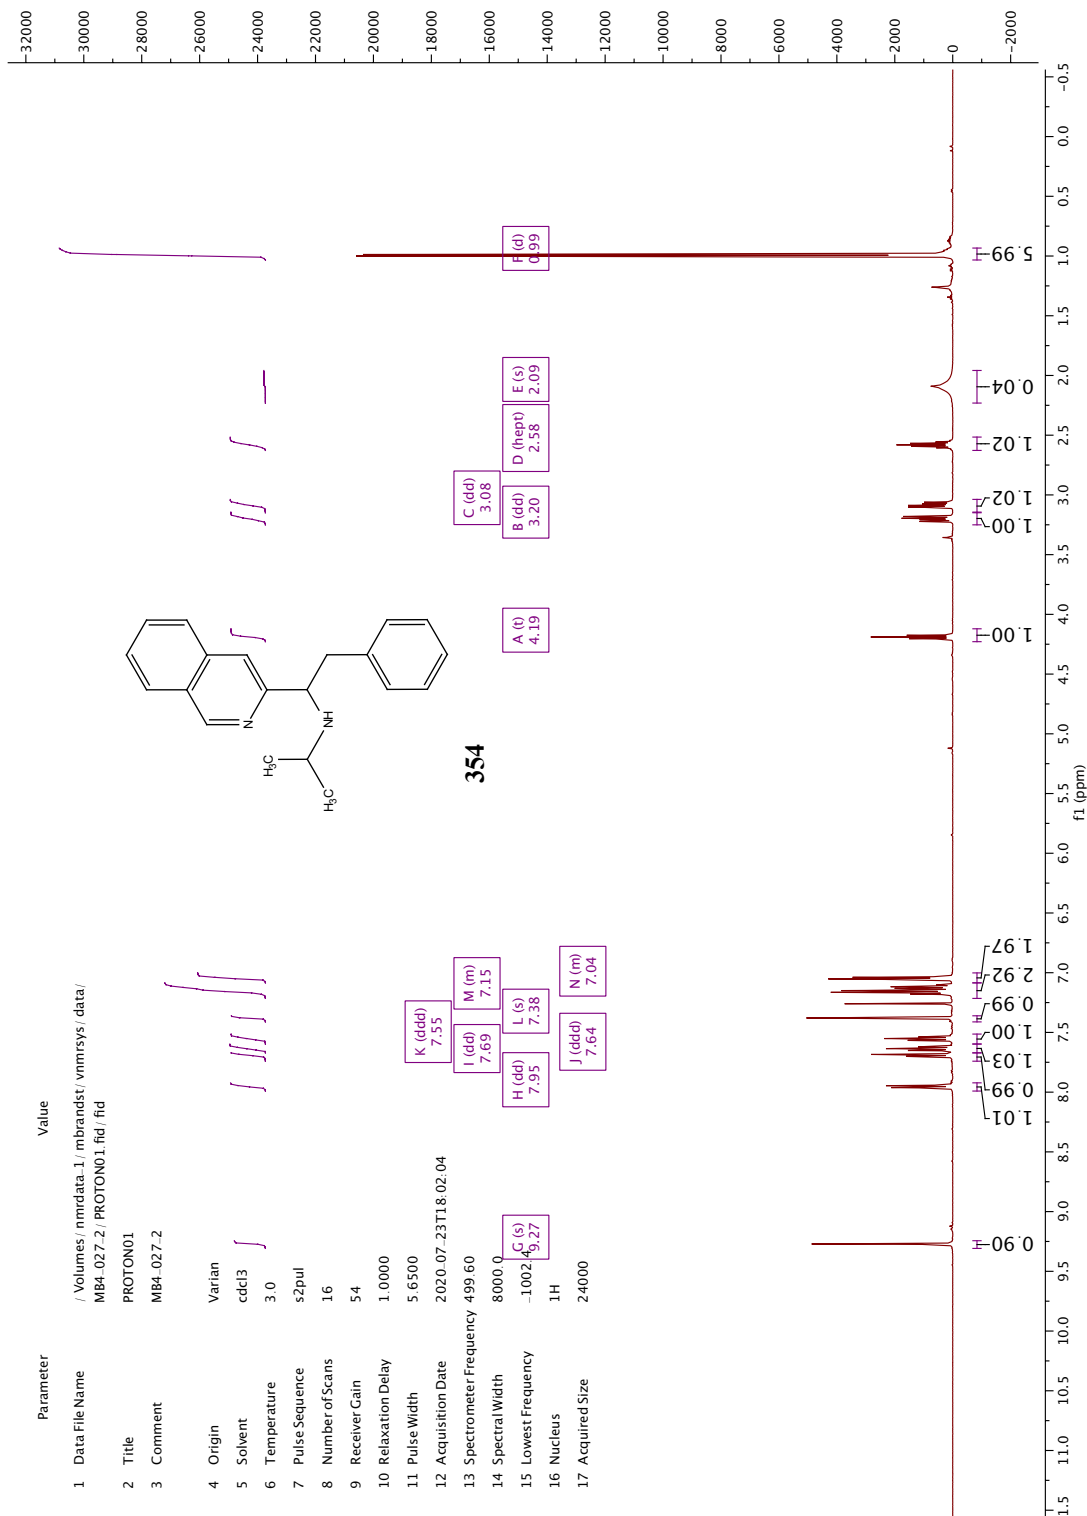 Parameter Value
1 Data File Name / Volumes/ nmrdata-1/ mbrandst/ vnmrsys/ data/
MB4-027-2/ PROTON01.fid/ fid
2 Title PROTON01
3 Comment MB4-027-2
4 Origin Varian
5 Solvent cdcl3
6 Temperature 3.0
7 Pulse Sequence s2pul
8 Number of Scans 16
9 Receiver Gain 54
10 Relaxation Delay 1.0000
11 Pulse Width 5.6500
12 Acquisition Date 2020-07-23T18:02:04
13 Spectrometer Frequency 499.60
14 Spectral Width 8000.0
15 Lowest Frequency -1002.4
16 Nucleus 1H
17 Acquired Size 24000
H3C
H3C
N
NH
354
K (ddd)
7.55
I (dd)
7.69
M (m)
7.15
C (dd)
3.08
G (s)
9.27
H (dd)
7.95
L (s)
7.38
A (t)
4.19
B (dd)
3.20
D (hept)
2.58
E (s)
2.09
F (d)
0.99
J (ddd)
7.64
N (m)
7.04
32000
30000
28000
26000
24000
22000
20000
18000
16000
14000
12000
10000
8000
6000
4000
2000
0
-2000
0.90
1.01
0.99
1.03
1.00
0.99
2.92
1.97
1.00
1.00
1.02
1.02
0.04
5.99
1.5 11.0 10.5 10.0 9.5 9.0 8.5 8.0 7.5 7.0 6.5 6.0 5.5 5.0 4.5 4.0 3.5 3.0 2.5 2.0 1.5 1.0 0.5 0.0 -0.5
f1 (ppm)